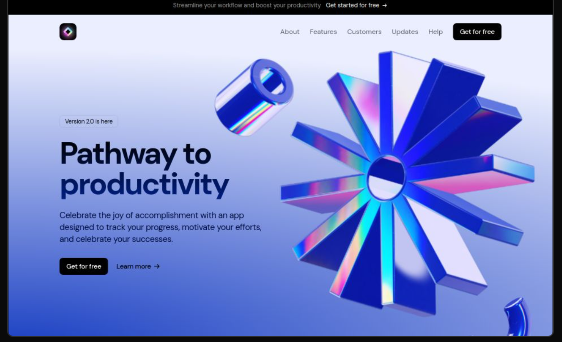 Streamline your workflow and boost your productivity. Get started for free →
About Features Customers Updates Help Get for free
Version 2.0 is here
Pathway to
productivity
Celebrate the joy of accomplishment with an app
designed to track your progress, motivate your efforts,
and celebrate your successes.
Get for free Learn more →